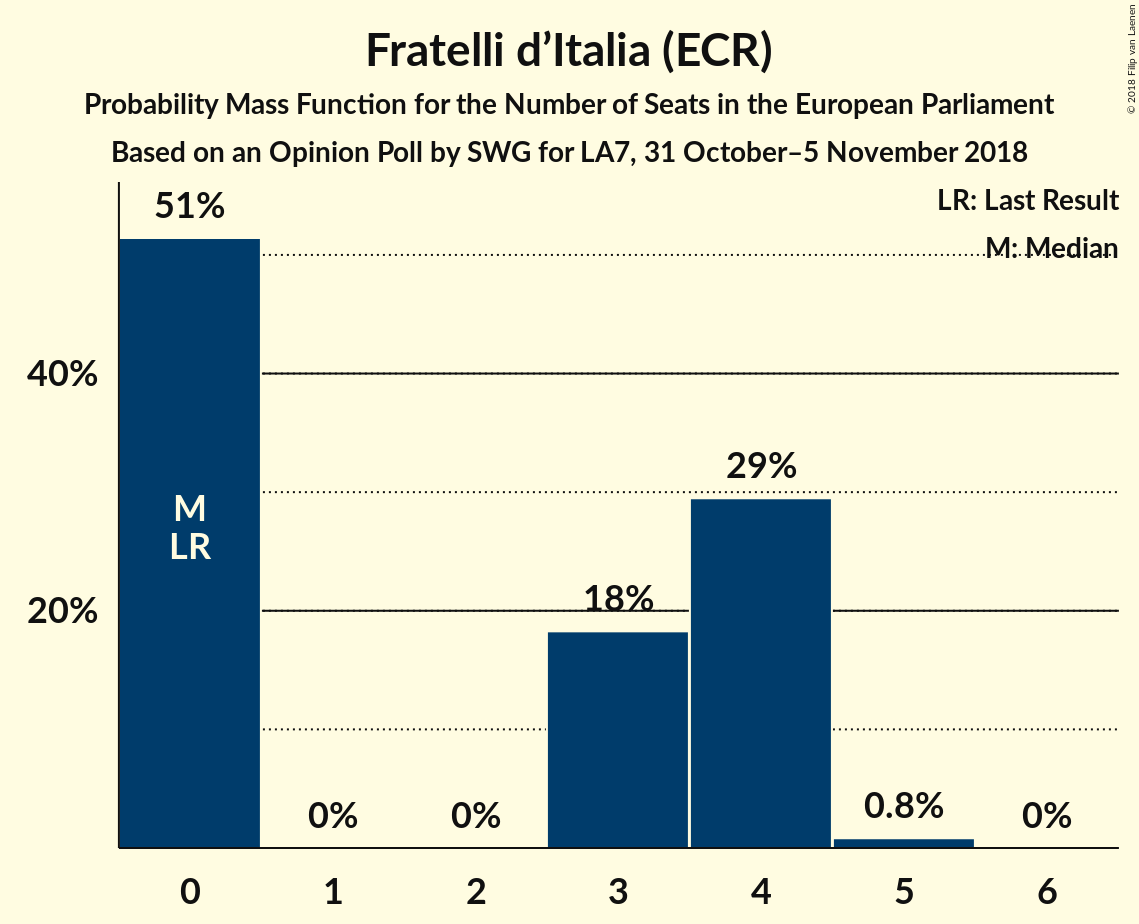 Fratelli d’Italia (ECR)
Probability Mass Function for the Number of Seats in the European Parliament
Based on an Opinion Poll by SWG for LA7, 31 October–5 November 2018
© 2018 Filip van Laenen
LR: Last Result
M: Median
51%
40%
20%
M
LR
0%
0%
18%
29%
0.8%
0%
0
1
2
3
4
5
6